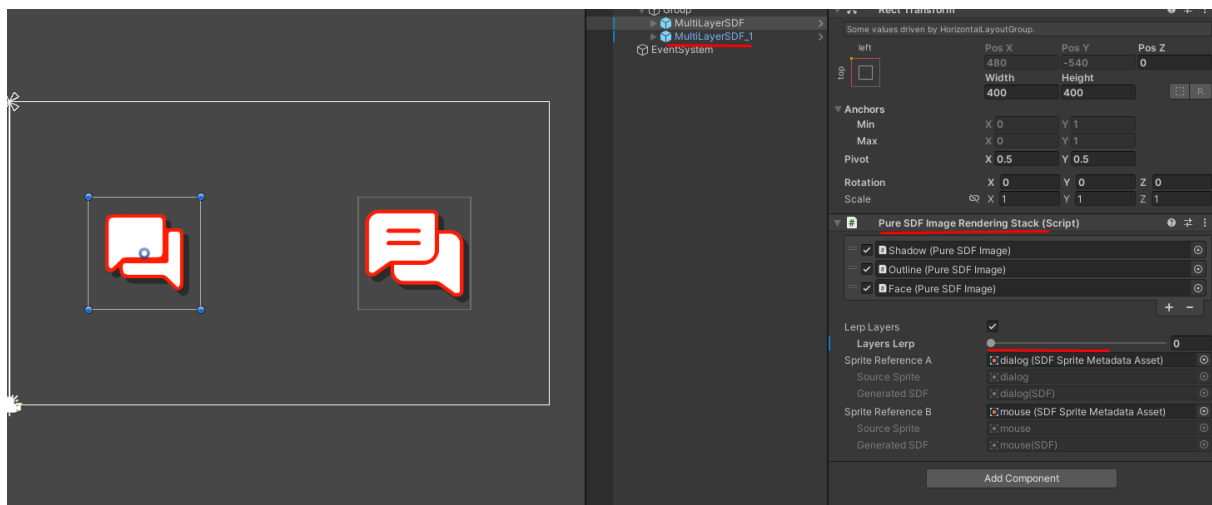 Group
MultiLayerSDF
MultiLayerSDF_1
EventSystem
Rect Transform
Some values driven by HorizontalLayoutGroup.
left Pos X Pos Y Pos Z
top 480 -540 0
Width Height
400 400 R
Anchors
Min X 0 Y 1
Max X 0 Y 1
Pivot X 0.5 Y 0.5
Rotation X 0 Y 0 Z 0
Scale X 1 Y 1 Z 1
# Pure SDF Image Rendering Stack (Script)
Shadow (Pure SDF Image)
Outline (Pure SDF Image)
Face (Pure SDF Image)
+ -
Lerp Layers
Layers Lerp 0
Sprite Reference A dialog (SDF Sprite Metadata Asset)
Source Sprite dialog
Generated SDF dialog(SDF)
Sprite Reference B mouse (SDF Sprite Metadata Asset)
Source Sprite mouse
Generated SDF mouse(SDF)
Add Component